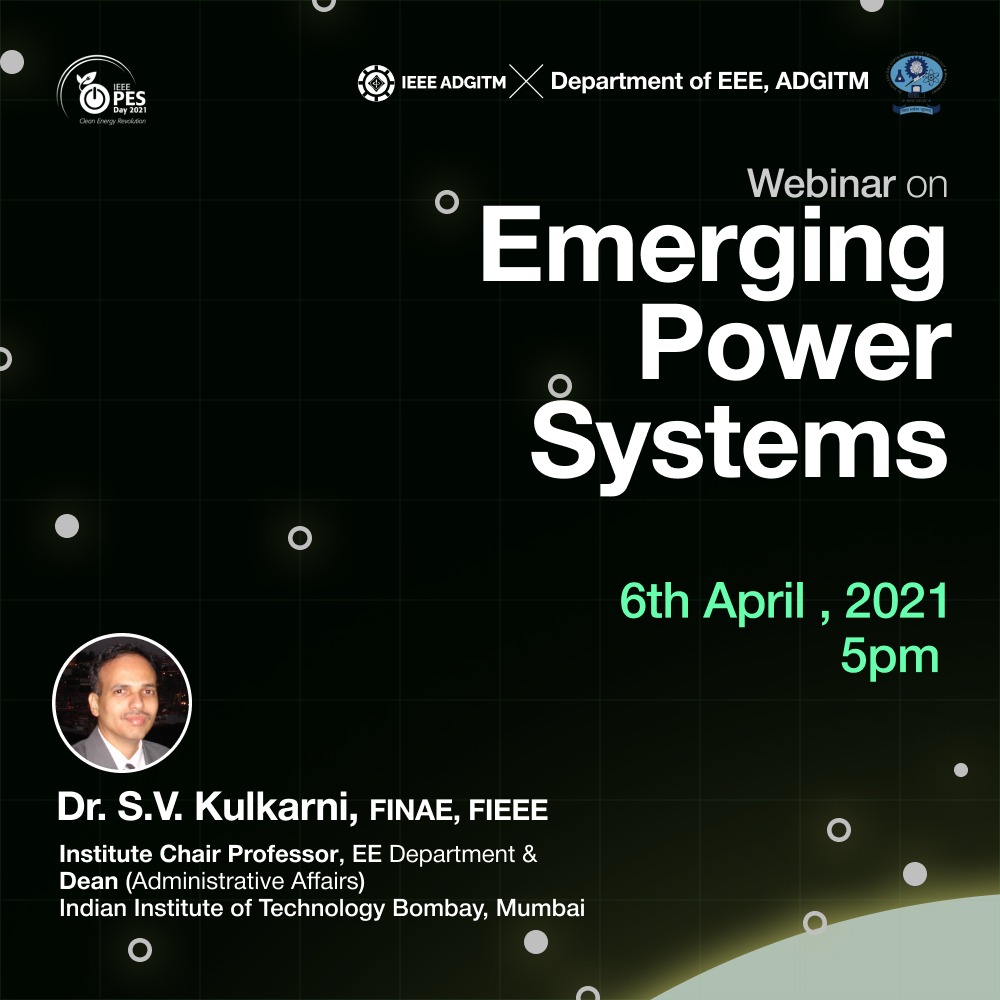 IEEE
PES
Day 2021
Clean Energy Revolution
IEEE ADGITM
Department of EEE, ADGITM
Webinar on
Emerging
Power
Systems
6th April , 2021
5pm
Dr. S.V. Kulkarni, FINAE, FIEEE
Institute Chair Professor, EE Department &
Dean (Administrative Affairs)
Indian Institute of Technology Bombay, Mumbai